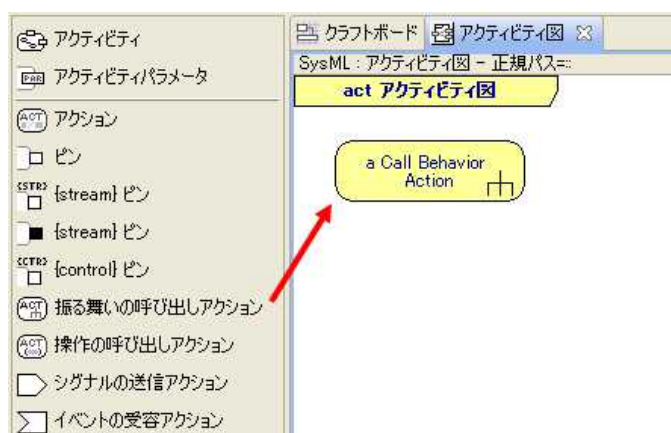 アクティビティ
PAR アクティビティパラメータ
ACT アクション
ピン
{STR} {stream} ピン
{stream} ピン
{CTR} {control} ピン
ACT 振る舞いの呼び出しアクション
ACT 操作の呼び出しアクション
シグナルの送信アクション
イベントの受容アクション
クラフトボード アクティビティ図
SysML : アクティビティ図 - 正規パス=::
act アクティビティ図
a Call Behavior
Action